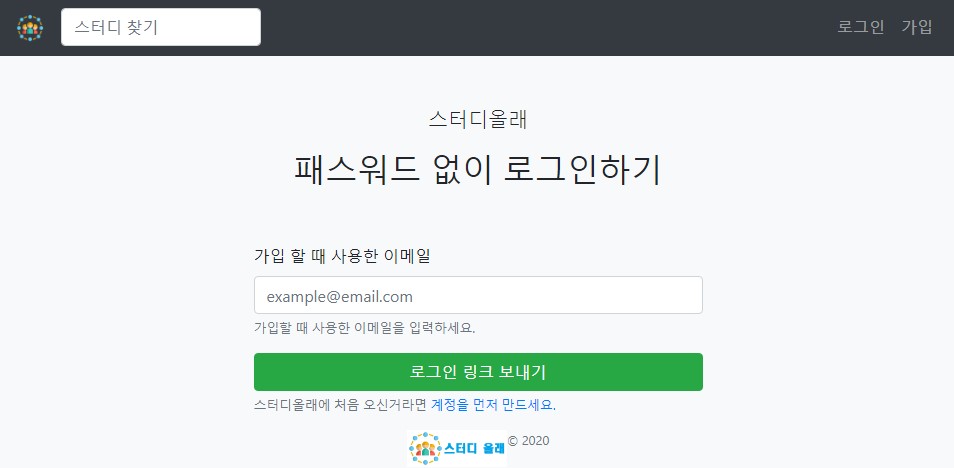 스터디 찾기
로그인 가입
스터디올래
패스워드 없이 로그인하기
가입 할 때 사용한 이메일
example@email.com
가입할 때 사용한 이메일을 입력하세요.
로그인 링크 보내기
스터디올래에 처음 오신거라면 계정을 먼저 만드세요.
스터디 올래 © 2020